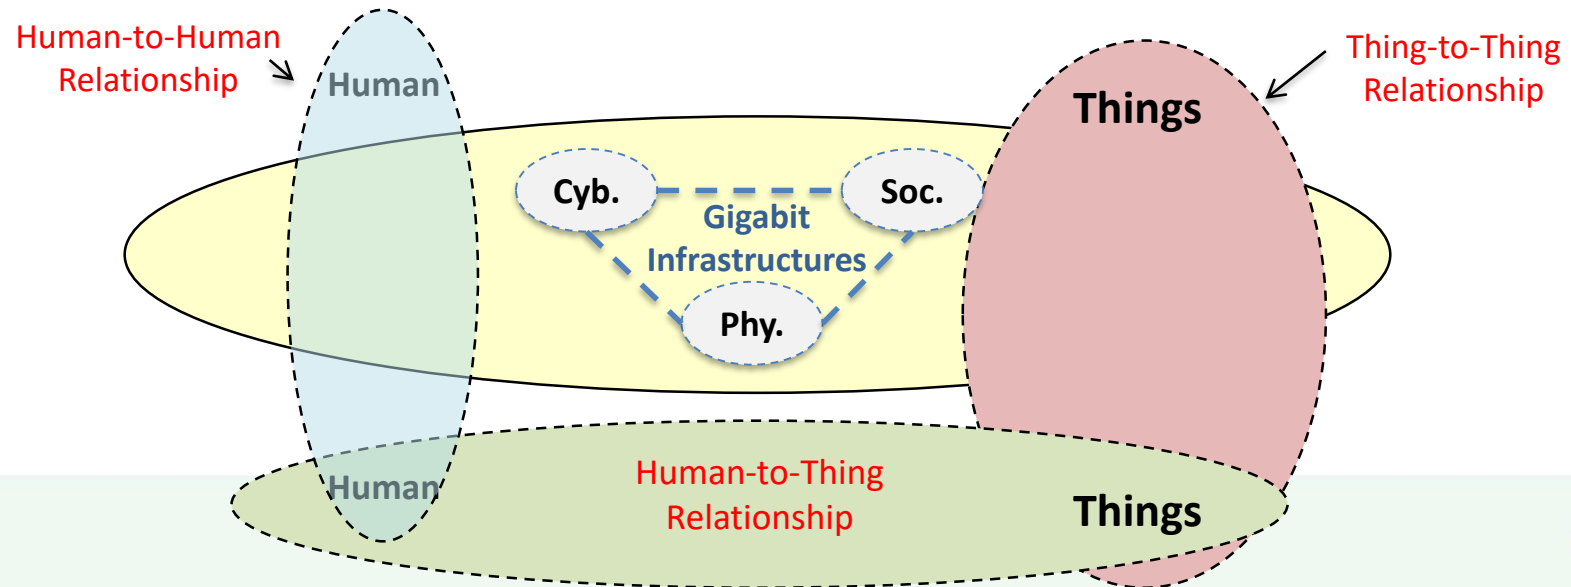 Human-to-Human
Relationship
Human
Things
Thing-to-Thing
Relationship
Cyb.
Soc.
Gigabit
Infrastructures
Phy.
Human
Human-to-Thing
Relationship
Things